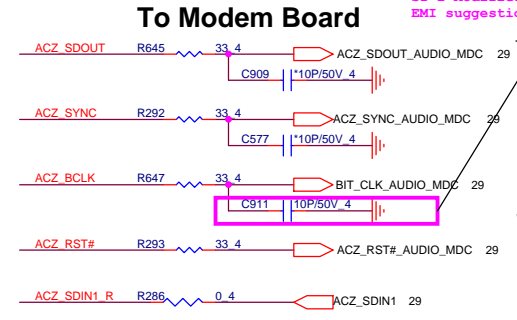 To Modem Board
EMI suggestio
ACZ_SDOUT R645 33_4 ACZ_SDOUT_AUDIO_MDC 29
C909 *10P/50V_4
ACZ_SYNC R292 33_4 ACZ_SYNC_AUDIO_MDC 29
C577 *10P/50V_4
ACZ_BCLK R647 33_4 BIT_CLK_AUDIO_MDC 29
C911 10P/50V_4
ACZ_RST# R293 33_4 ACZ_RST#_AUDIO_MDC 29
ACZ_SDIN1_R R286 0_4 ACZ_SDIN1 29